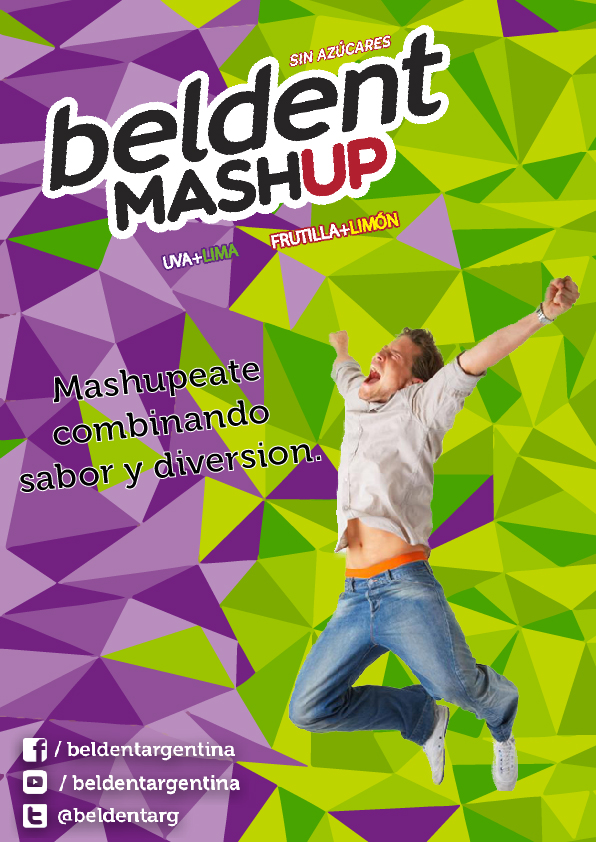 SIN AZÚCARES
beldent
MASHUP
UVA+LIMA
FRUTILLA+LIMÓN
Mashupeate
combinando
sabor y diversion.
/ beldentargentina
/ beldentargentina
@beldentarg